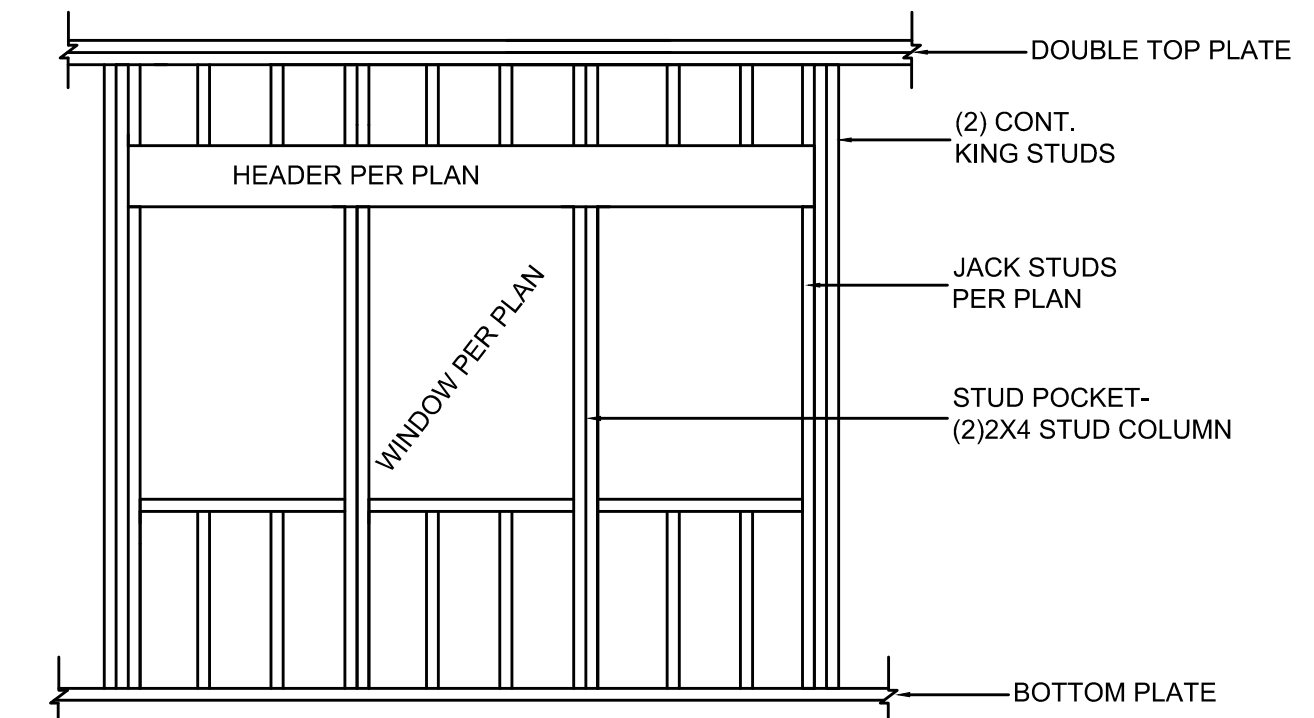 DOUBLE TOP PLATE
(2) CONT.
KING STUDS
HEADER PER PLAN
JACK STUDS
PER PLAN
WINDOW PER PLAN
STUD POCKET-
(2)2X4 STUD COLUMN
BOTTOM PLATE